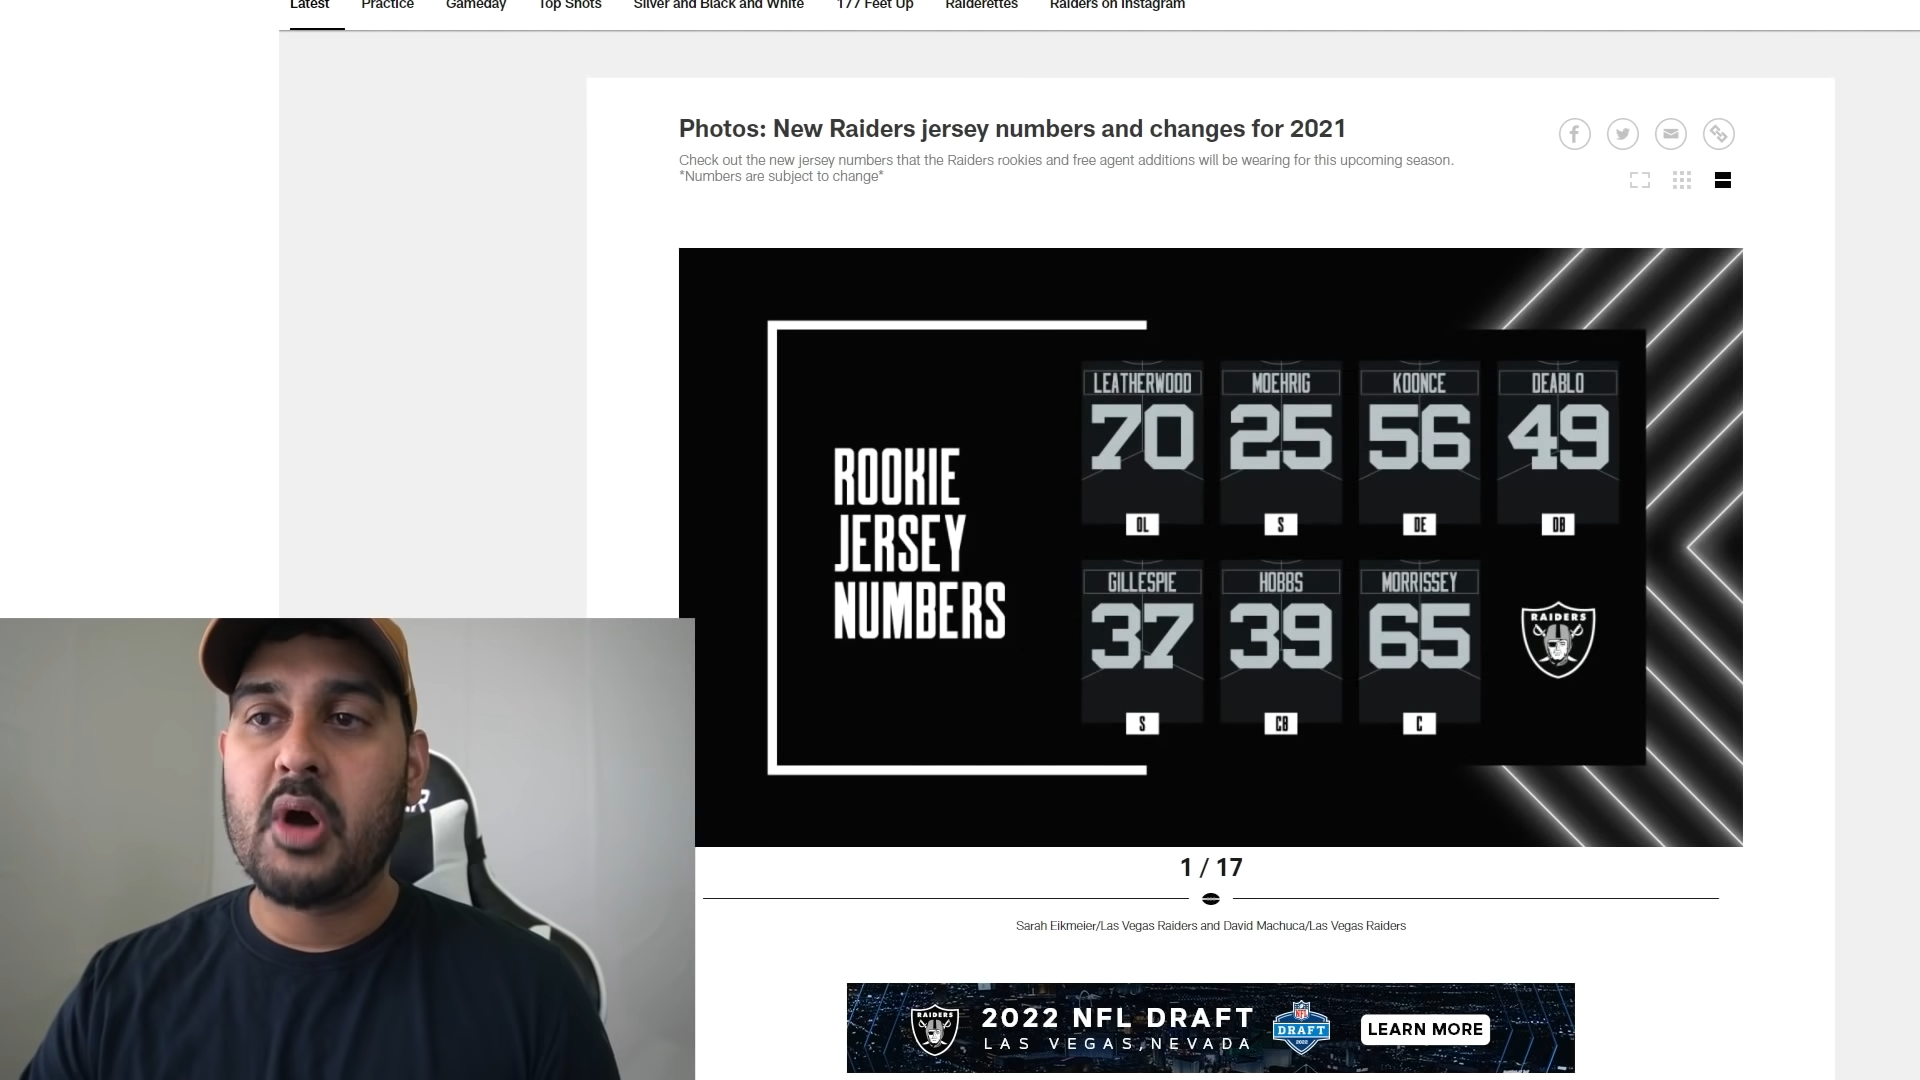 Latest Practice Gameday Top Shots Silver and Black and White 177 Feet Up Raiderettes Raiders on Instagram
Photos: New Raiders jersey numbers and changes for 2021
Check out the new jersey numbers that the Raiders rookies and free agent additions will be wearing for this upcoming season.
*Numbers are subject to change*
ROOKIE
JERSEY
NUMBERS
LEATHERWOOD MOEHRIG KOONCE DEABLO
70 25 56 49
OL S DE DB
GILLESPIE HOBBS MORRISSEY
37 39 65
RAIDERS
S CB C
1 / 17
Sarah Eikmeier/Las Vegas Raiders and David Machuca/Las Vegas Raiders
RAIDERS
2022 NFL DRAFT
LAS VEGAS, NEVADA
NFL
DRAFT
2022
LEARN MORE